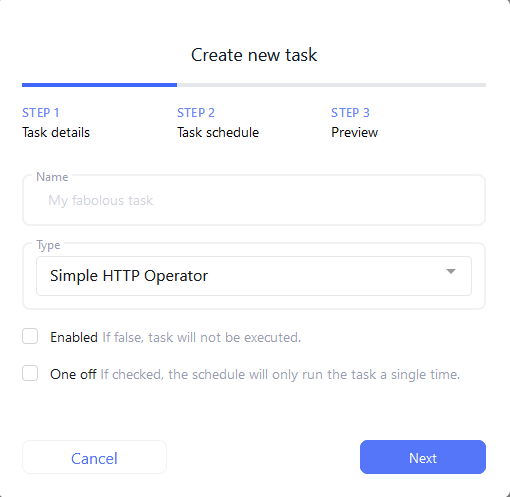 Create new task
STEP 1 STEP 2 STEP 3
Task details Task schedule Preview
Name
My fabolous task
Type
Simple HTTP Operator
Enabled If false, task will not be executed.
One off If checked, the schedule will only run the task a single time.
Cancel Next